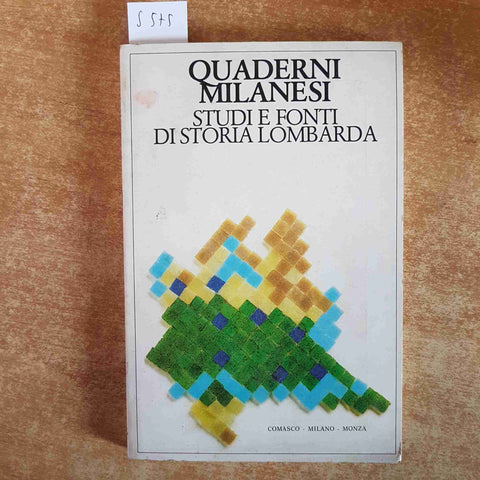 S 575
QUADERNI
MILANESI
STUDI E FONTI
DI STORIA LOMBARDA
COMASCO - MILANO - MONZA